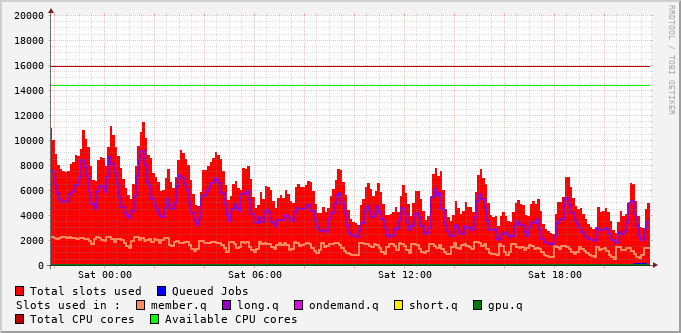 20000
18000
16000
14000
12000
10000
8000
6000
4000
2000
0
Sat 00:00 Sat 06:00 Sat 12:00 Sat 18:00
RRDTOOL / TOBI OETIKER
Total slots used Queued Jobs
Slots used in : member.q long.q ondemand.q short.q gpu.q
Total CPU cores Available CPU cores